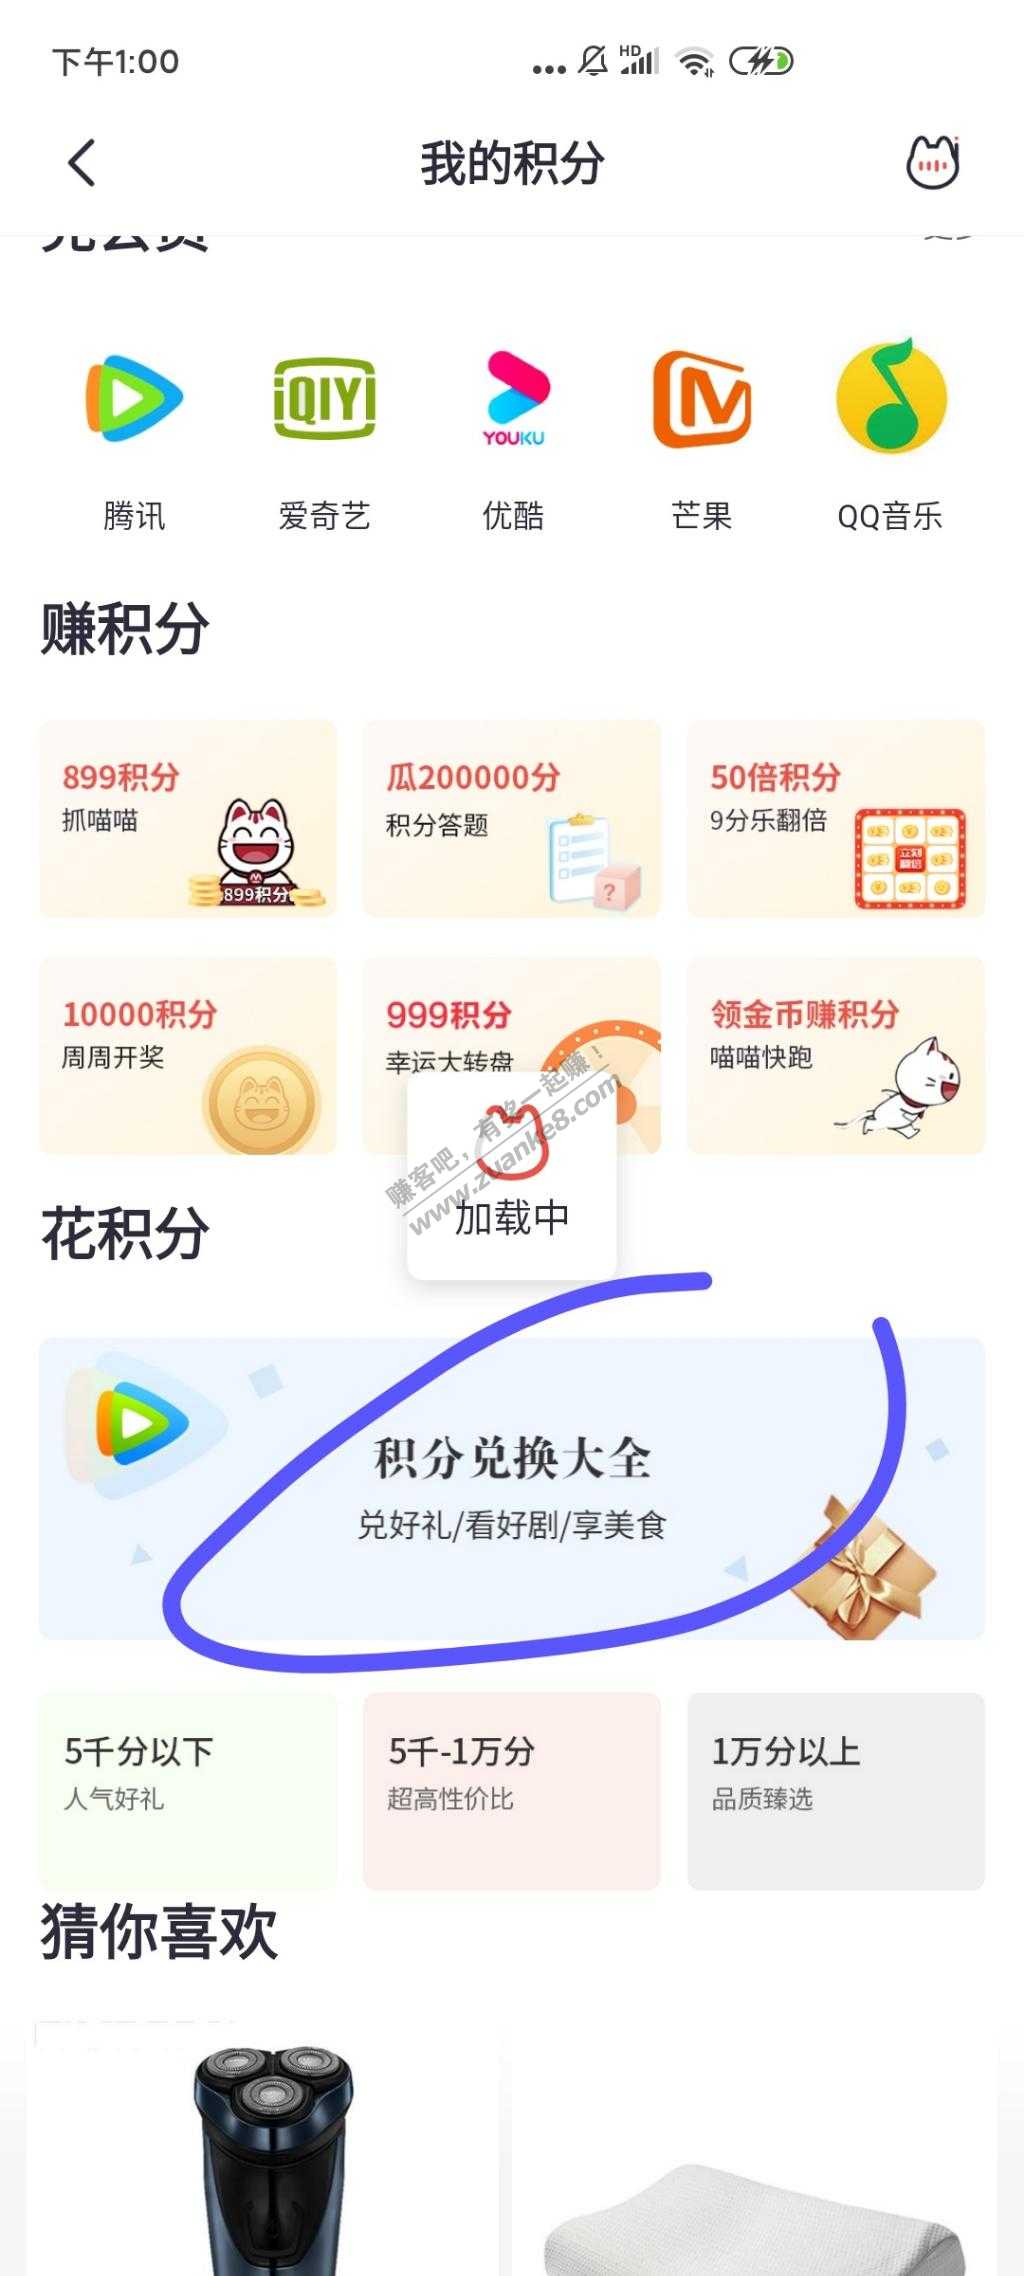 下午1:00
HD
我的积分
iQIYI
YOUKU
腾讯
爱奇艺
优酷
芒果
QQ音乐
赚积分
899积分
抓喵喵
899积分
瓜200000分
积分答题
?
50倍积分
9分乐翻倍
立刻
翻倍
10000积分
周周开奖
999积分
幸运大转盘
领金币赚积分
喵喵快跑
赚客吧，有多一起赚！
www.zuanke8.com
加载中
花积分
积分兑换大全
兑好礼/看好剧/享美食
5千分以下
人气好礼
5千-1万分
超高性价比
1万分以上
品质臻选
猜你喜欢